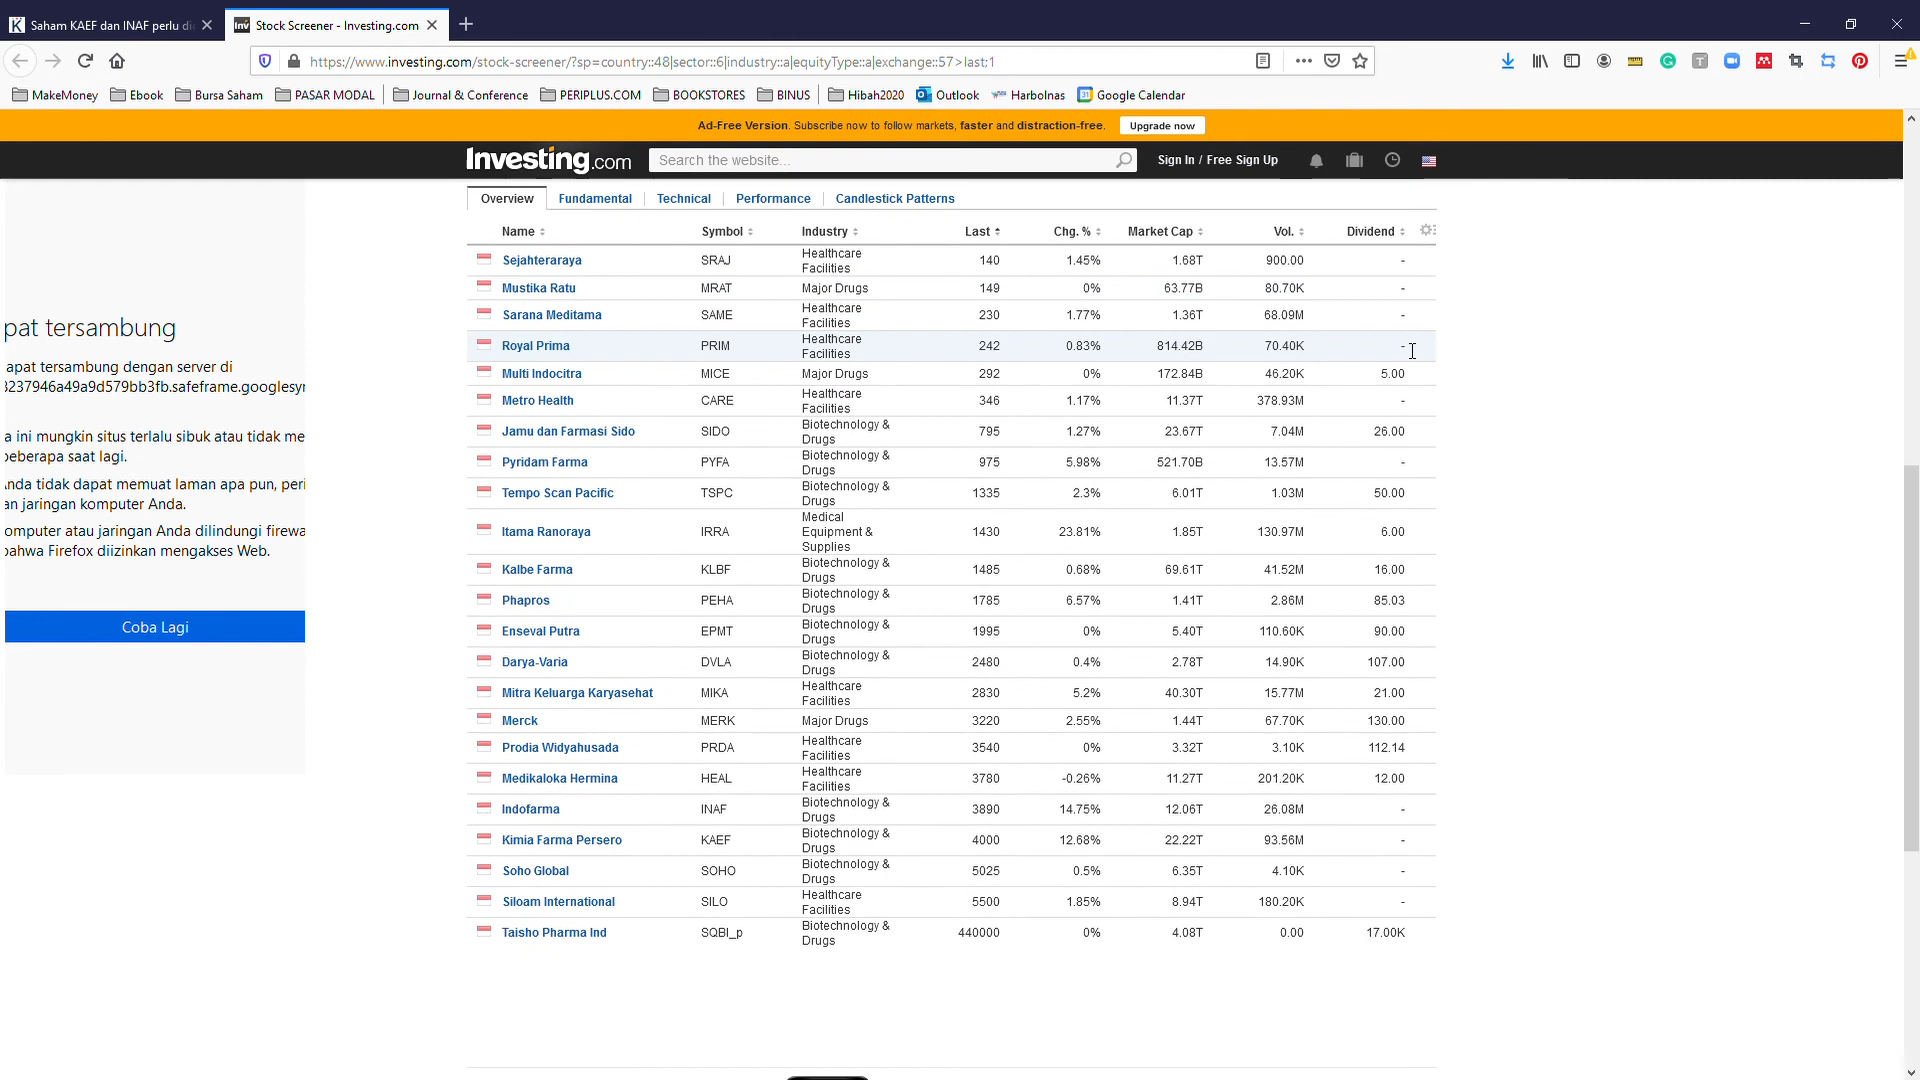 Saham KAEF dan INAF perlu di
Stock Screener - Investing.com
https://www.investing.com/stock-screener/?sp=country::48|sector::6|industry::a|equityType::a|exchange::57>last;1
MakeMoney Ebook Bursa Saham PASAR MODAL Journal & Conference PERIPLUS.COM BOOKSTORES BINUS Hibah2020 Outlook Harbolnas Google Calendar
Ad-Free Version. Subscribe now to follow markets, faster and distraction-free. Upgrade now
Investing.com Search the website... Sign In / Free Sign Up
Overview Fundamental Technical Performance Candlestick Patterns
Name Symbol Industry Last Chg. % Market Cap Vol. Dividend
Sejahteraraya SRAJ Healthcare Facilities 140 1.45% 1.68T 900.00 -
Mustika Ratu MRAT Major Drugs 149 0% 63.77B 80.70K -
Sarana Meditama SAME Healthcare Facilities 230 1.77% 1.36T 68.09M -
Royal Prima PRIM Healthcare Facilities 242 0.83% 814.42B 70.40K -
Multi Indocitra MICE Major Drugs 292 0% 172.84B 46.20K 5.00
Metro Health CARE Healthcare Facilities 346 1.17% 11.37T 378.93M -
Jamu dan Farmasi Sido SIDO Biotechnology & Drugs 795 1.27% 23.67T 7.04M 26.00
Pyridam Farma PYFA Biotechnology & Drugs 975 5.98% 521.70B 13.57M -
Tempo Scan Pacific TSPC Biotechnology & Drugs 1335 2.3% 6.01T 1.03M 50.00
Itama Ranoraya IRRA Medical Equipment & Supplies 1430 23.81% 1.85T 130.97M 6.00
Kalbe Farma KLBF Biotechnology & Drugs 1485 0.68% 69.61T 41.52M 16.00
Phapros PEHA Biotechnology & Drugs 1785 6.57% 1.41T 2.86M 85.03
Enseval Putra EPMT Biotechnology & Drugs 1995 0% 5.40T 110.60K 90.00
Darya-Varia DVLA Biotechnology & Drugs 2480 0.4% 2.78T 14.90K 107.00
Mitra Keluarga Karyasehat MIKA Healthcare Facilities 2830 5.2% 40.30T 15.77M 21.00
Merck MERK Major Drugs 3220 2.55% 1.44T 67.70K 130.00
Prodia Widyahusada PRDA Healthcare Facilities 3540 0% 3.32T 3.10K 112.14
Medikaloka Hermina HEAL Healthcare Facilities 3780 -0.26% 11.27T 201.20K 12.00
Indofarma INAF Biotechnology & Drugs 3890 14.75% 12.06T 26.08M -
Kimia Farma Persero KAEF Biotechnology & Drugs 4000 12.68% 22.22T 93.56M -
Soho Global SOHO Biotechnology & Drugs 5025 0.5% 6.35T 4.10K -
Siloam International SILO Healthcare Facilities 5500 1.85% 8.94T 180.20K -
Taisho Pharma Ind SQBI_p Biotechnology & Drugs 440000 0% 4.08T 0.00 17.00K
pat tersambung
apat tersambung dengan server di
3237946a49a9d579bb3fb.safeframe.googlesyr
a ini mungkin situs terlalu sibuk atau tidak me
beberapa saat lagi.
Anda tidak dapat memuat laman apa pun, peri
an jaringan komputer Anda.
omputer atau jaringan Anda dilindungi firewa
bahwa Firefox diizinkan mengakses Web.
Coba Lagi